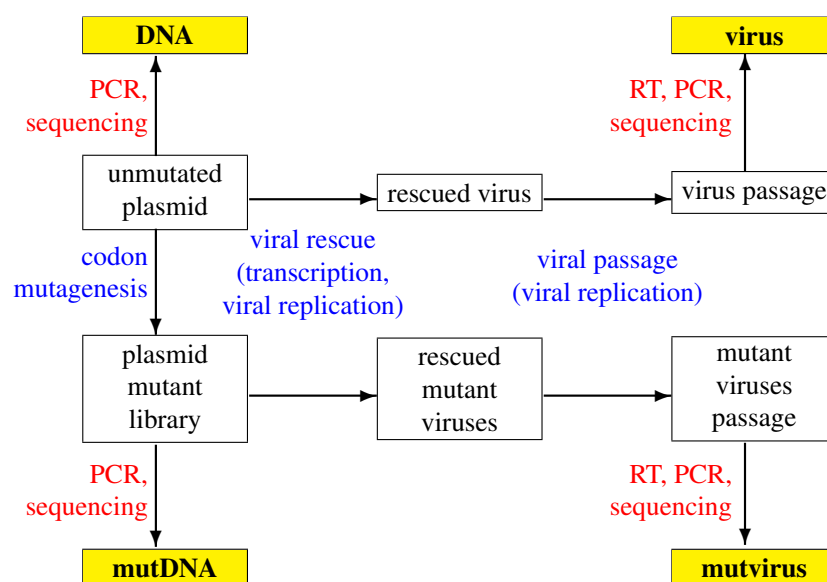 DNA
virus
PCR,
sequencing
RT, PCR,
sequencing
unmutated
plasmid
rescued virus
virus passage
codon
mutagenesis
viral rescue
(transcription,
viral replication)
viral passage
(viral replication)
plasmid
mutant
library
rescued
mutant
viruses
mutant
viruses
passage
PCR,
sequencing
RT, PCR,
sequencing
mutDNA
mutvirus